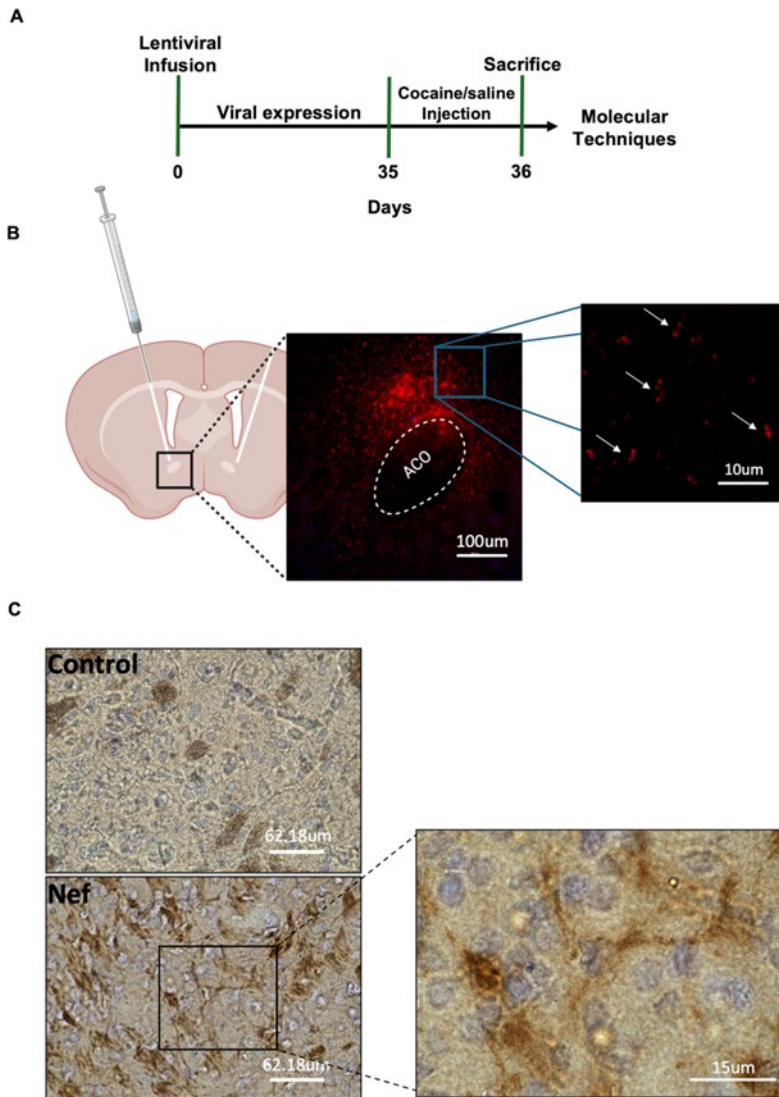 A
Lentiviral
Infusion
Sacrifice
Viral expression
Cocaine/saline
Injection
Molecular
Techniques
0
35
36
Days
B
ACO
100um
10um
C
Control
62.18um
Nef
62.18um
15um